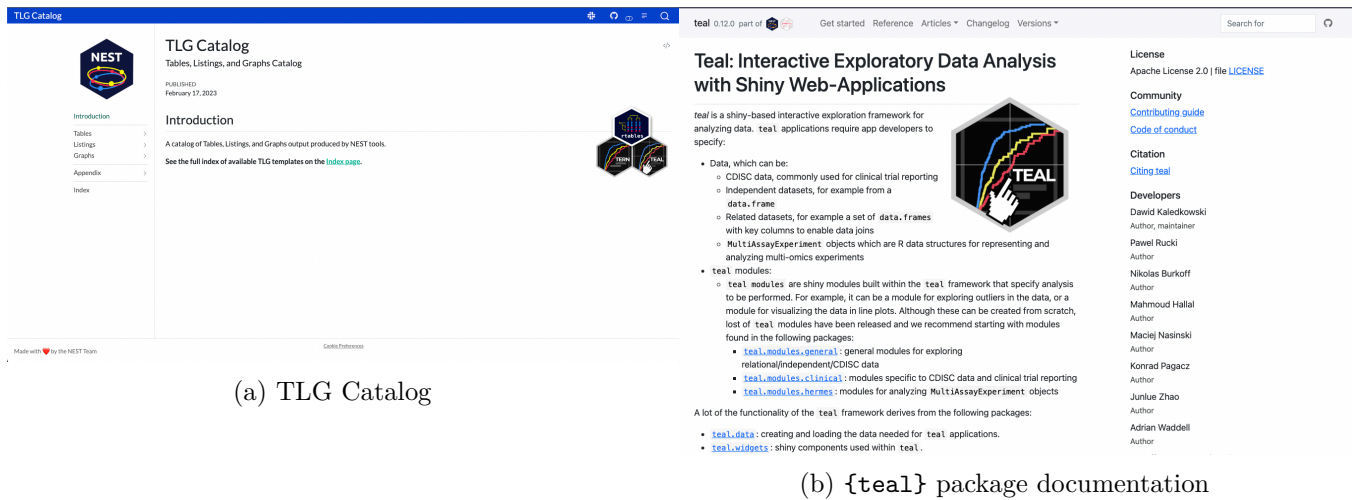 TLG Catalog
NEST
Introduction
Tables
Listings
Graphs
Appendix
Index
TLG Catalog
Tables, Listings, and Graphs Catalog
PUBLISHED
February 17, 2023
Introduction
A catalog of Tables, Listings, and Graphs output produced by NEST tools.
See the full index of available TLG templates on the Index page.
</>
rtables
TERN
TEAL
Made with ❤ by the NEST Team
Cookie Preferences
(a) TLG Catalog
teal 0.12.0 part of Get started Reference Articles Changelog Versions Search for
Teal: Interactive Exploratory Data Analysis
with Shiny Web-Applications
teal is a shiny-based interactive exploration framework for
analyzing data. teal applications require app developers to
specify:
• Data, which can be:
◦ CDISC data, commonly used for clinical trial reporting
◦ Independent datasets, for example from a
data.frame
◦ Related datasets, for example a set of data.frames
with key columns to enable data joins
◦ MultiAssayExperiment objects which are R data structures for representing and
analyzing multi-omics experiments
• teal modules:
◦ teal modules are shiny modules built within the teal framework that specify analysis
to be performed. For example, it can be a module for exploring outliers in the data, or a
module for visualizing the data in line plots. Although these can be created from scratch,
lost of teal modules have been released and we recommend starting with modules
found in the following packages:
▪ teal.modules.general : general modules for exploring
relational/independent/CDISC data
▪ teal.modules.clinical : modules specific to CDISC data and clinical trial reporting
▪ teal.modules.hermes : modules for analyzing MultiAssayExperiment objects
A lot of the functionality of the teal framework derives from the following packages:
• teal.data : creating and loading the data needed for teal applications.
• teal.widgets : shiny components used within teal.
TEAL
License
Apache License 2.0 | file LICENSE
Community
Contributing guide
Code of conduct
Citation
Citing teal
Developers
Dawid Kaledkowski
Author, maintainer
Pawel Rucki
Author
Nikolas Burkoff
Author
Mahmoud Hallal
Author
Maciej Nasinski
Author
Konrad Pagacz
Author
Junlue Zhao
Author
Adrian Waddell
Author
(b) {teal} package documentation